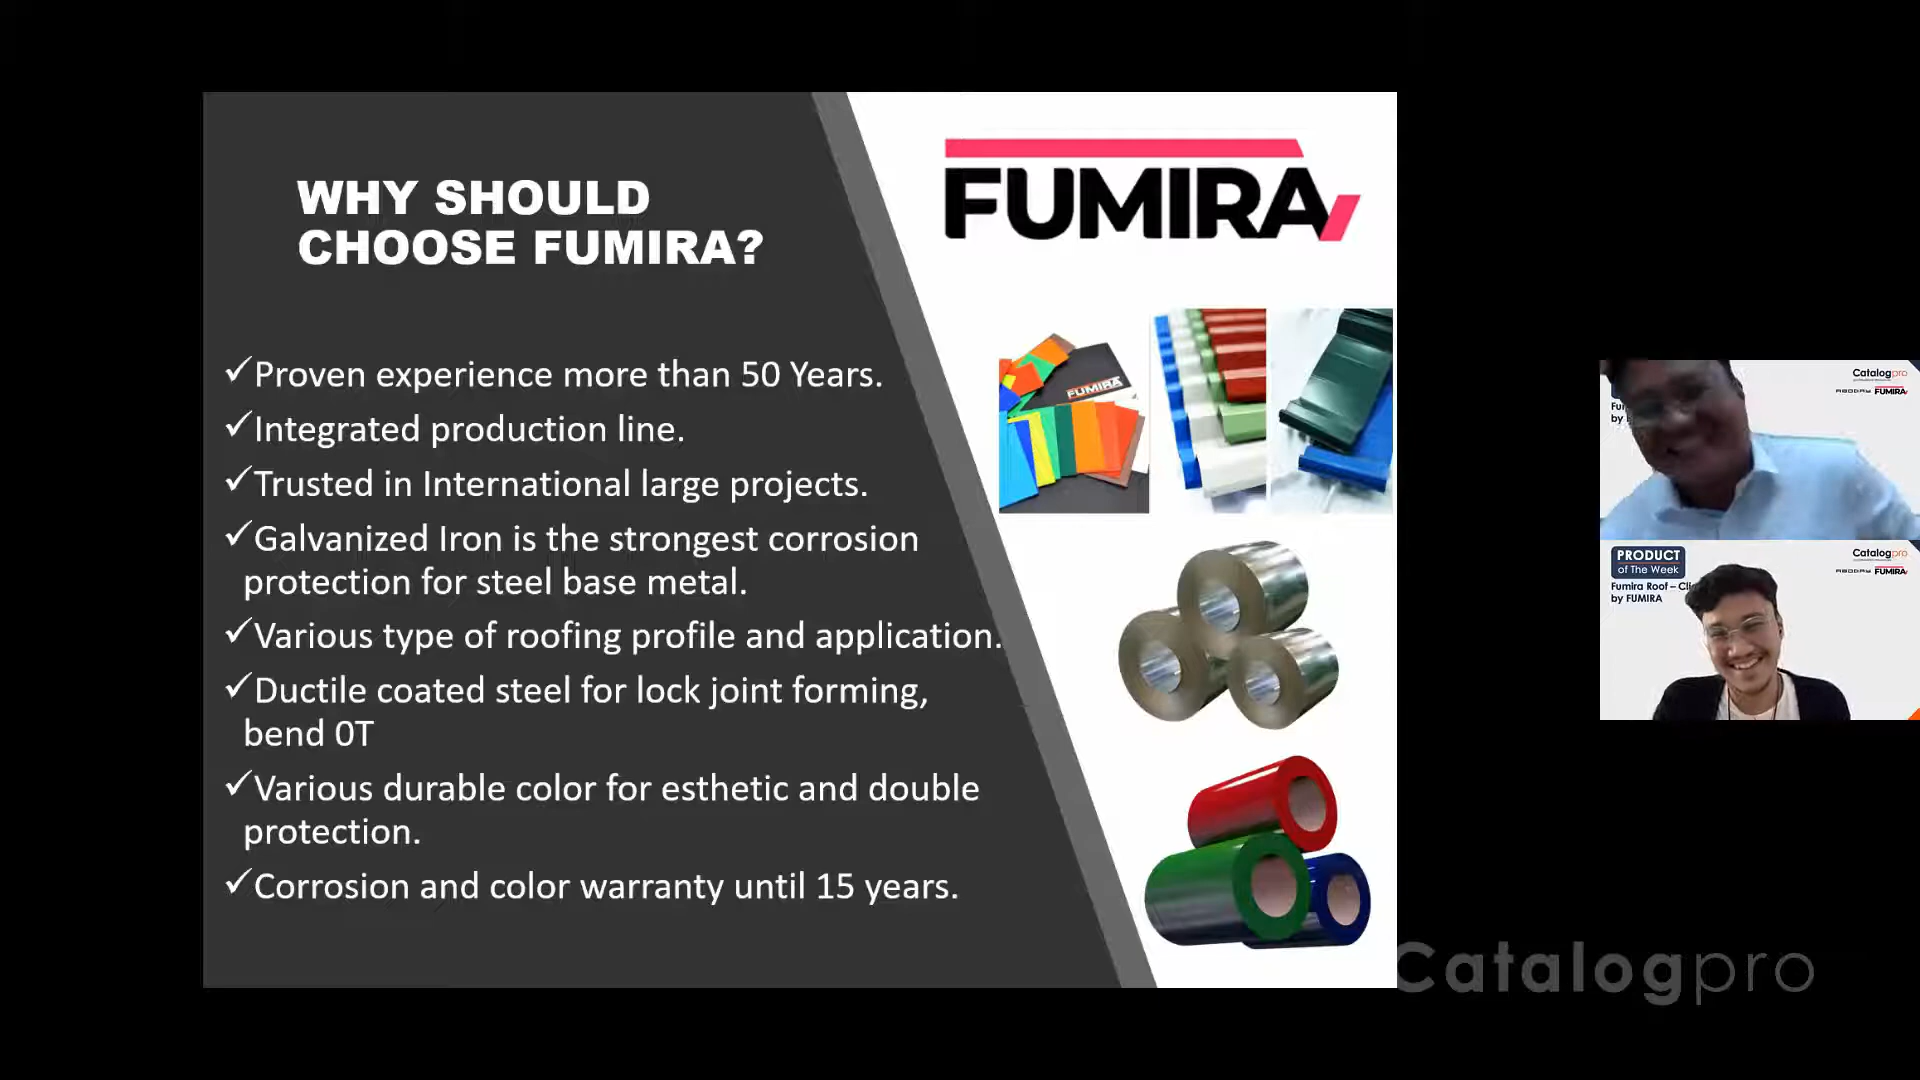 WHY SHOULD
CHOOSE FUMIRA?
✓Proven experience more than 50 Years.
✓Integrated production line.
✓Trusted in International large projects.
✓Galvanized Iron is the strongest corrosion
protection for steel base metal.
✓Various type of roofing profile and application.
✓Ductile coated steel for lock joint forming,
bend 0T
✓Various durable color for esthetic and double
protection.
✓Corrosion and color warranty until 15 years.
FUMIRA
FUMIRA
Catalogpro
FUMIRA
by
PRODUCT
of The Week
Fumira Roof –
by FUMIRA
Catalogpro
FUMIRA
Catalogpro